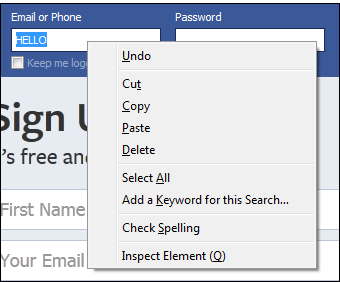 Email or Phone Password
HELLO
Keep me log
Undo
Cut
Copy
Paste
Delete
Select All
Add a Keyword for this Search...
Check Spelling
Inspect Element (Q)
Sign U
's free an
First Name
Your Email